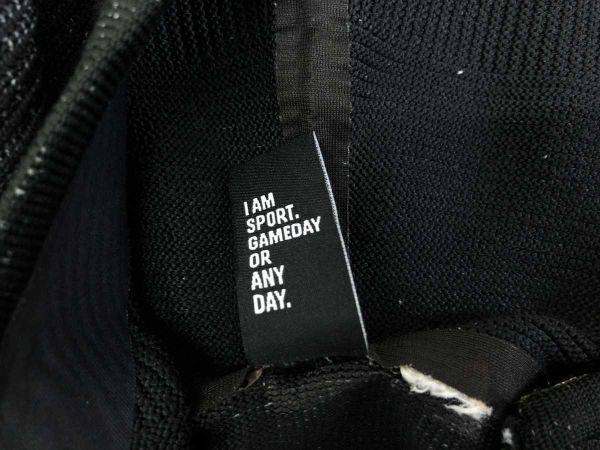 I AM
SPORT.
GAMEDAY
OR
ANY
DAY.